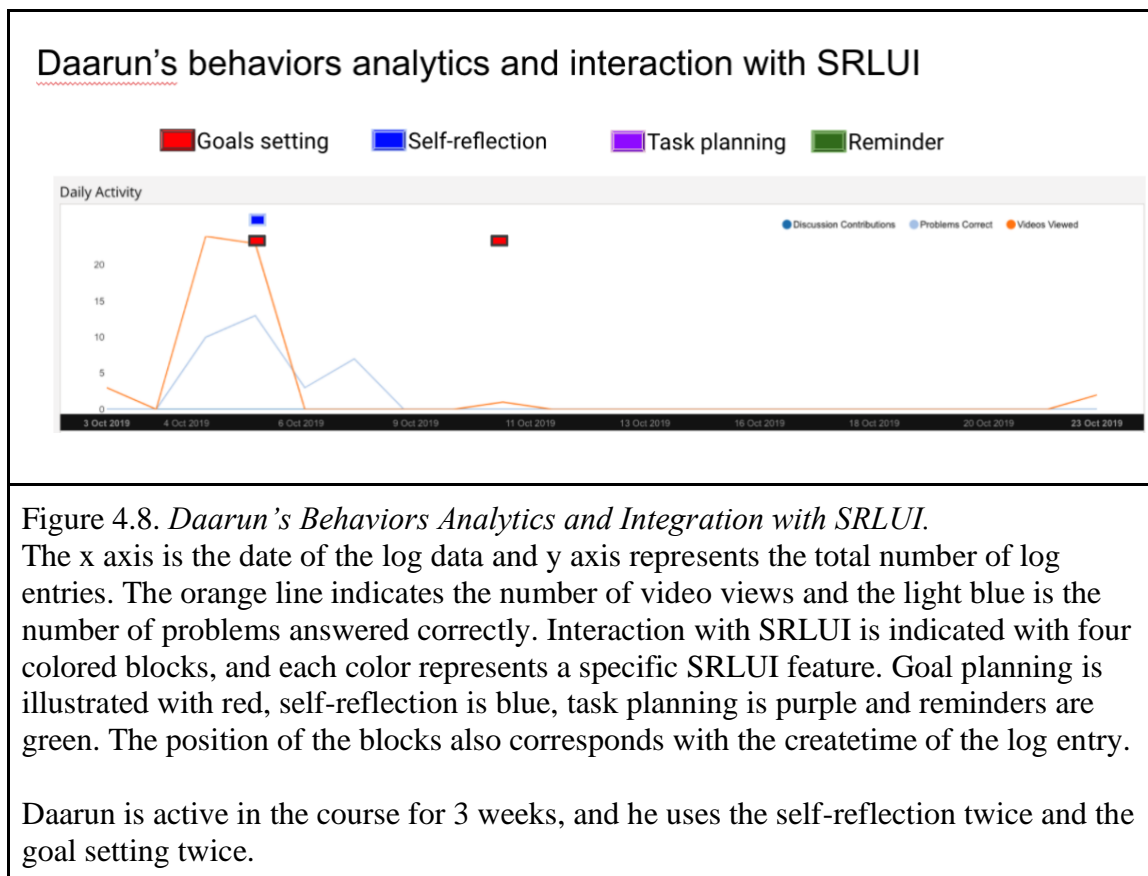 Daarun's behaviors analytics and interaction with SRLUI
Goals setting Self-reflection Task planning Reminder
Daily Activity
Discussion Contributions Problems Correct Videos Viewed
20
15
10
5
0
3 Oct 2019 4 Oct 2019 6 Oct 2019 9 Oct 2019 11 Oct 2019 13 Oct 2019 16 Oct 2019 18 Oct 2019 20 Oct 2019 23 Oct 2019
Figure 4.8. Daarun's Behaviors Analytics and Integration with SRLUI.
The x axis is the date of the log data and y axis represents the total number of log
entries. The orange line indicates the number of video views and the light blue is the
number of problems answered correctly. Interaction with SRLUI is indicated with four
colored blocks, and each color represents a specific SRLUI feature. Goal planning is
illustrated with red, self-reflection is blue, task planning is purple and reminders are
green. The position of the blocks also corresponds with the createtime of the log entry.
Daarun is active in the course for 3 weeks, and he uses the self-reflection twice and the
goal setting twice.